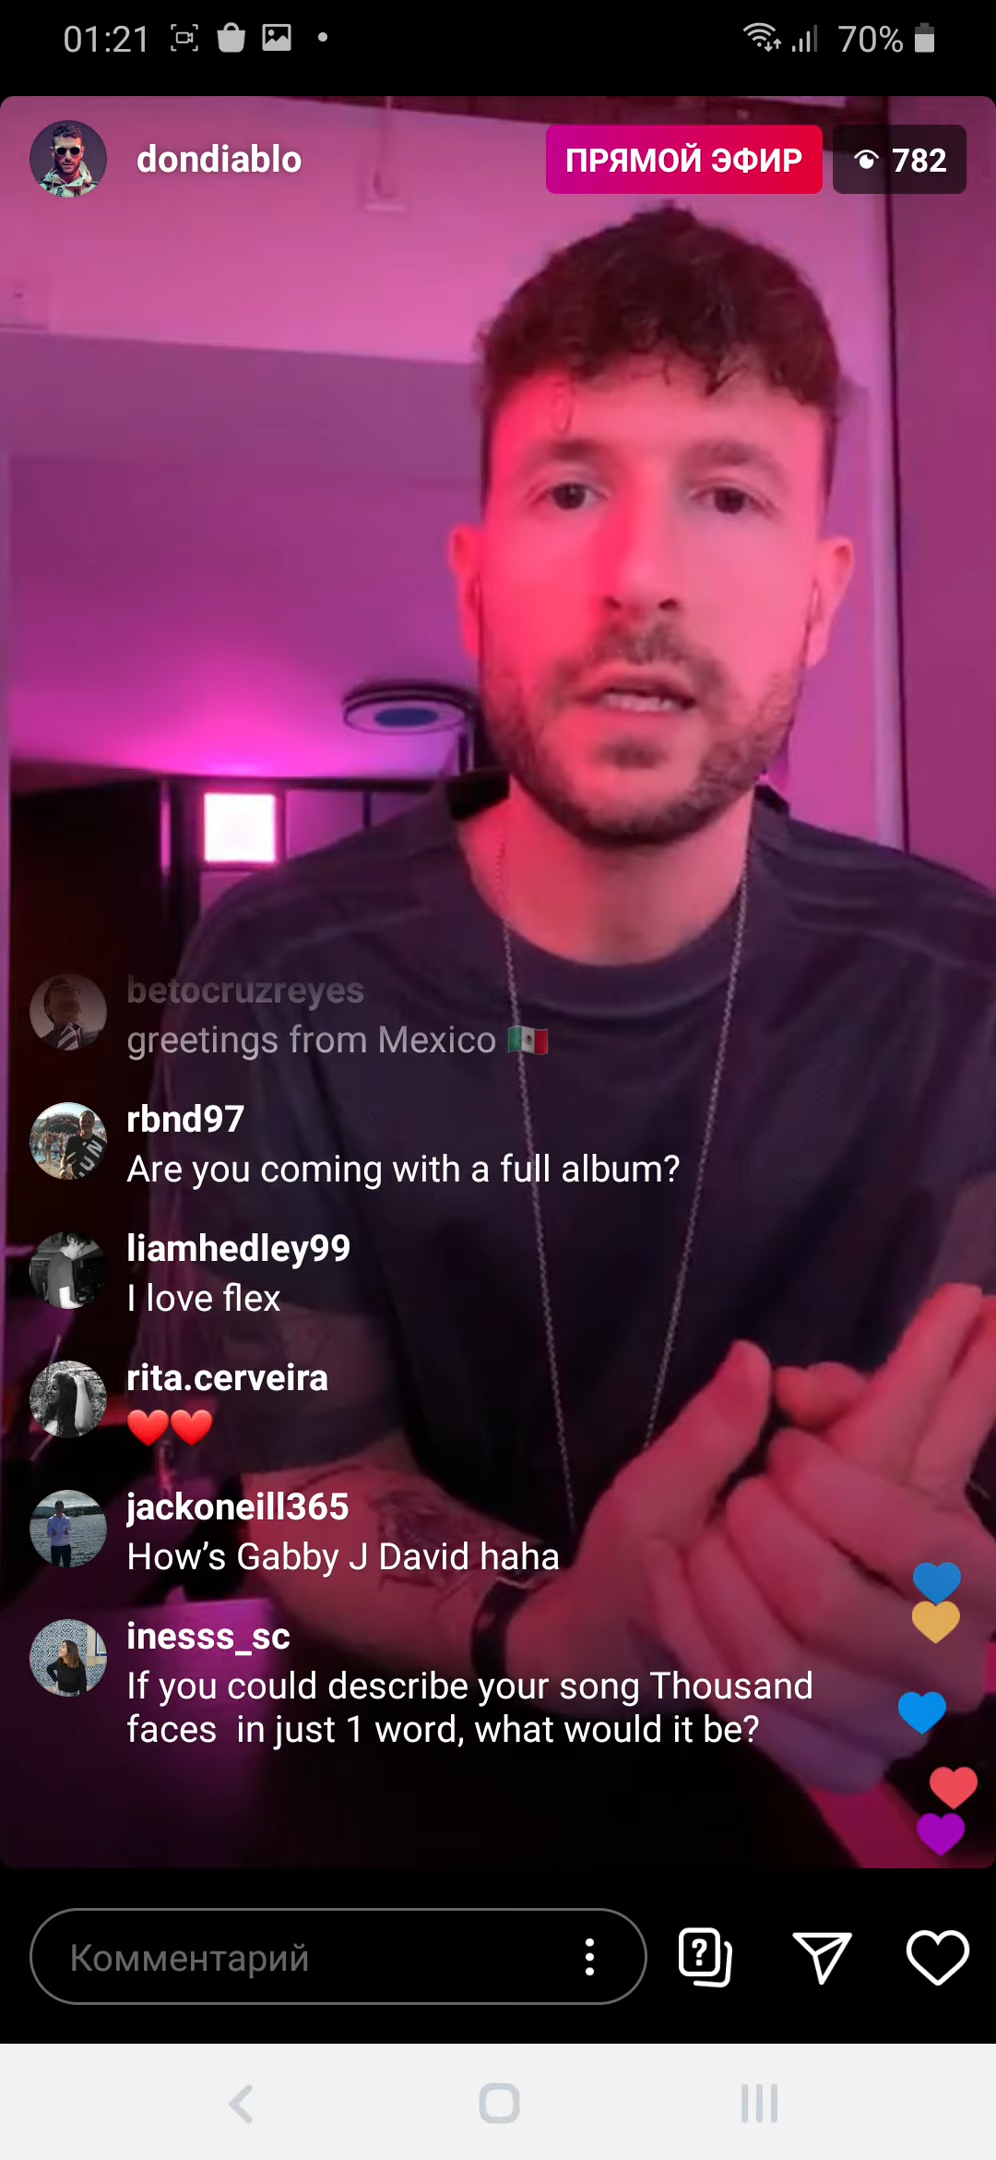 01:21
70%
dondiablo
ПРЯМОЙ ЭФИР
782
betocruzreyes
greetings from Mexico 🇲🇽
rbnd97
Are you coming with a full album?
liamhedley99
I love flex
rita.cerveira
❤️❤️
jackoneill365
How’s Gabby J David haha
inesss_sc
If you could describe your song Thousand
faces  in just 1 word, what would it be?
Комментарий